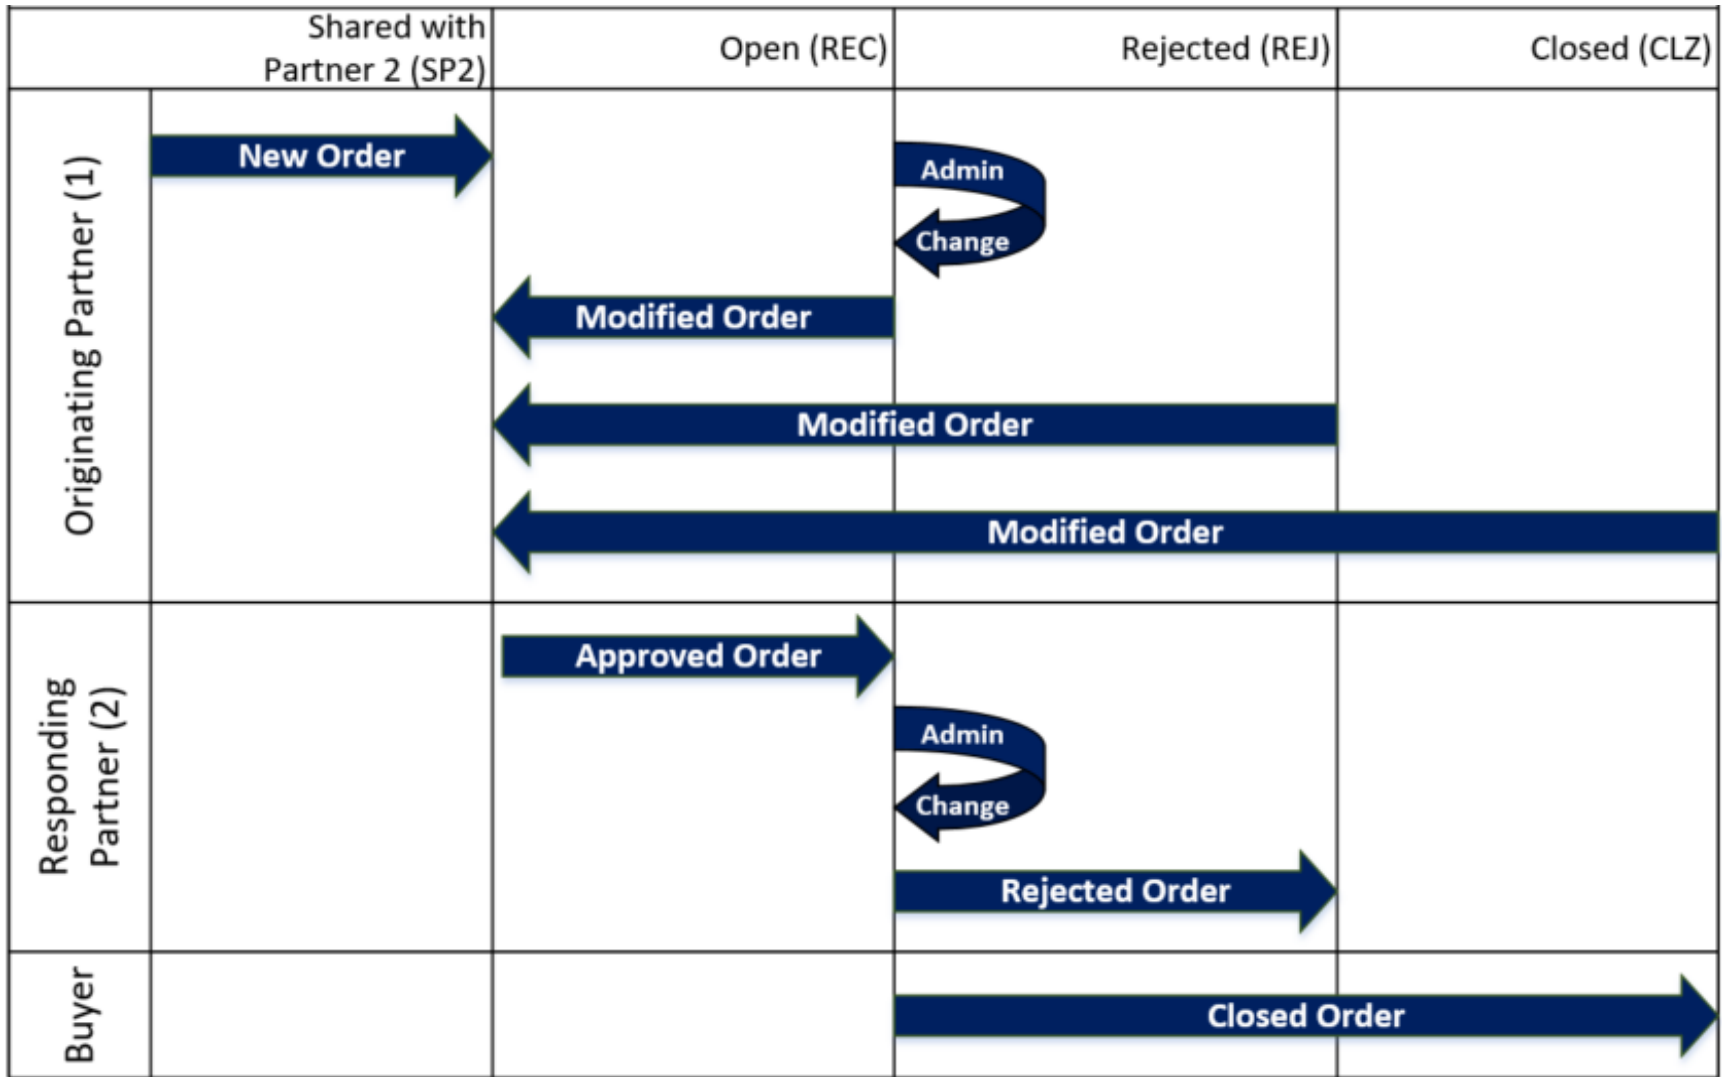 Shared with
Partner 2 (SP2)
Open (REC)
Rejected (REJ)
Closed (CLZ)
Originating Partner (1)
New Order
Admin
Change
Modified Order
Modified Order
Modified Order
Responding
Partner (2)
Approved Order
Admin
Change
Rejected Order
Buyer
Closed Order